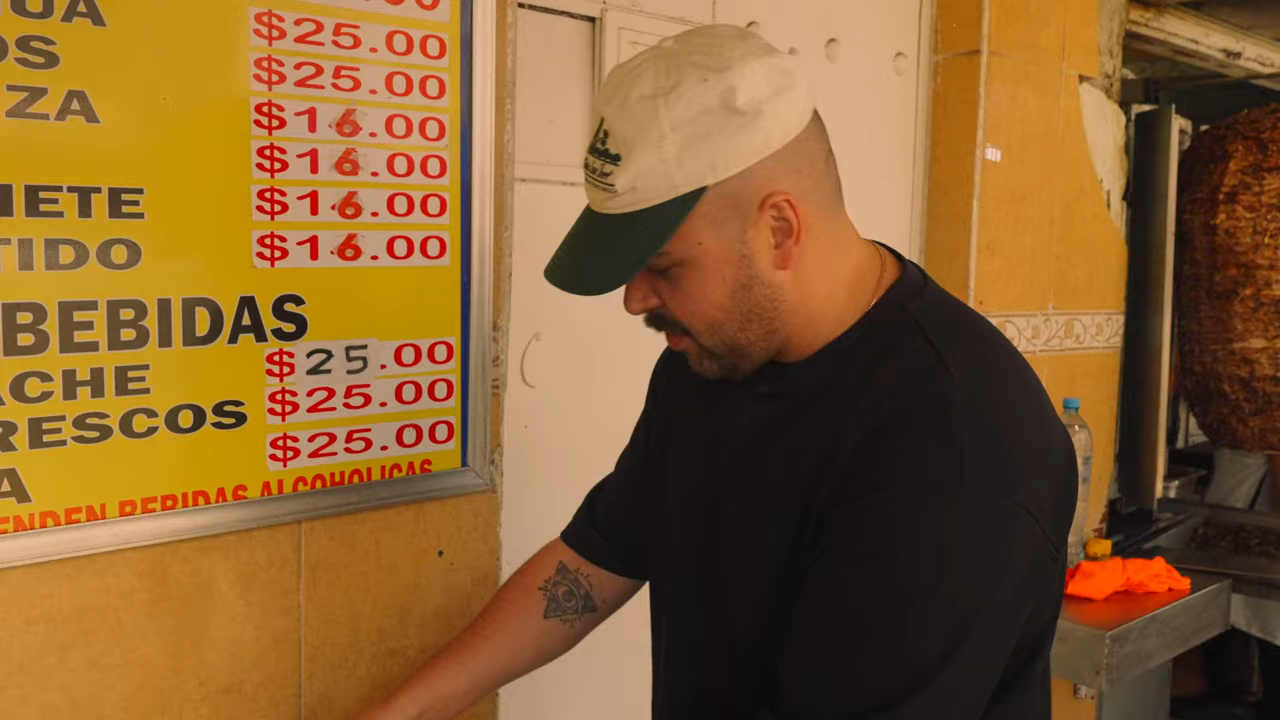 UA
$25.00
OS
$25.00
ZA
$16.00
$16.00
IETE
$16.00
TIDO
$16.00
BEBIDAS
ACHE
$25.00
RESCOS
$25.00
A
$25.00
ENDEN BEBIDAS ALCOHOLICAS